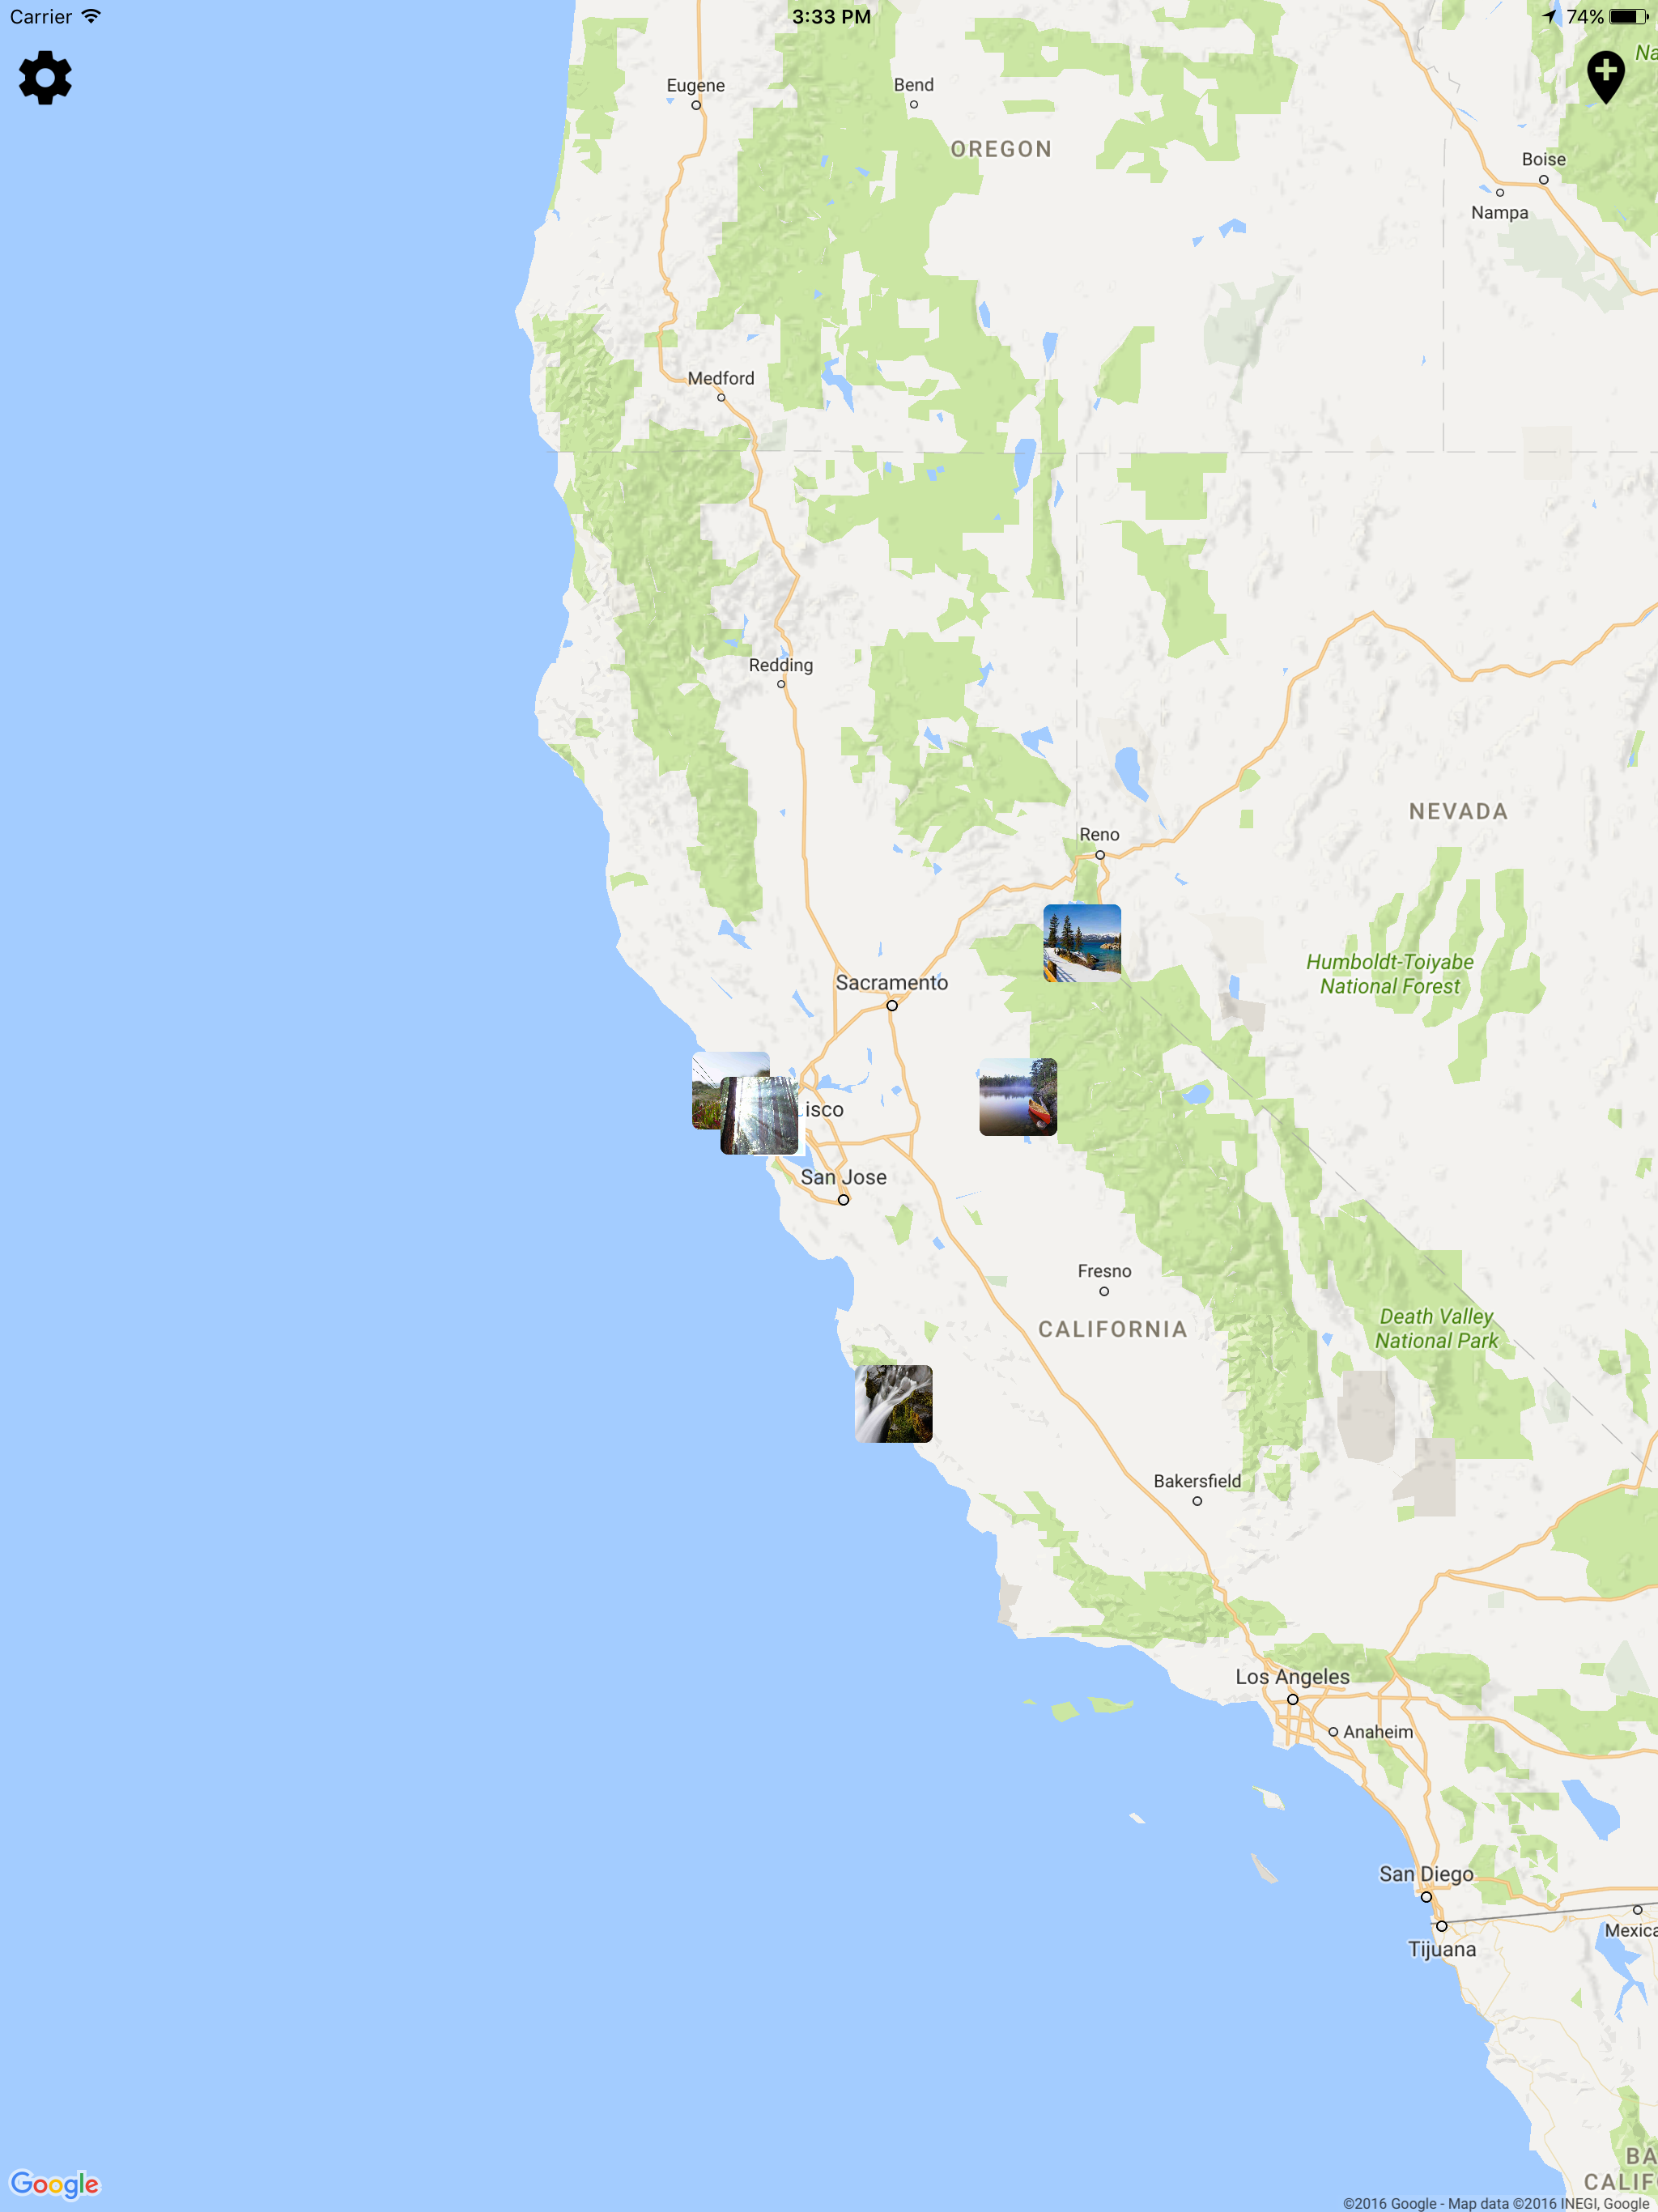 Carrier 3:33 PM 74%
Na
Eugene
Bend
OREGON
Boise
Nampa
Medford
Redding
NEVADA
Reno
Humboldt-Toiyabe
National Forest
Sacramento
isco
San Jose
Fresno
CALIFORNIA
Death Valley
National Park
Bakersfield
Los Angeles
Anaheim
San Diego
Mexica
Tijuana
BA
CALIF
Google
©2016 Google - Map data ©2016 INEGI, Google